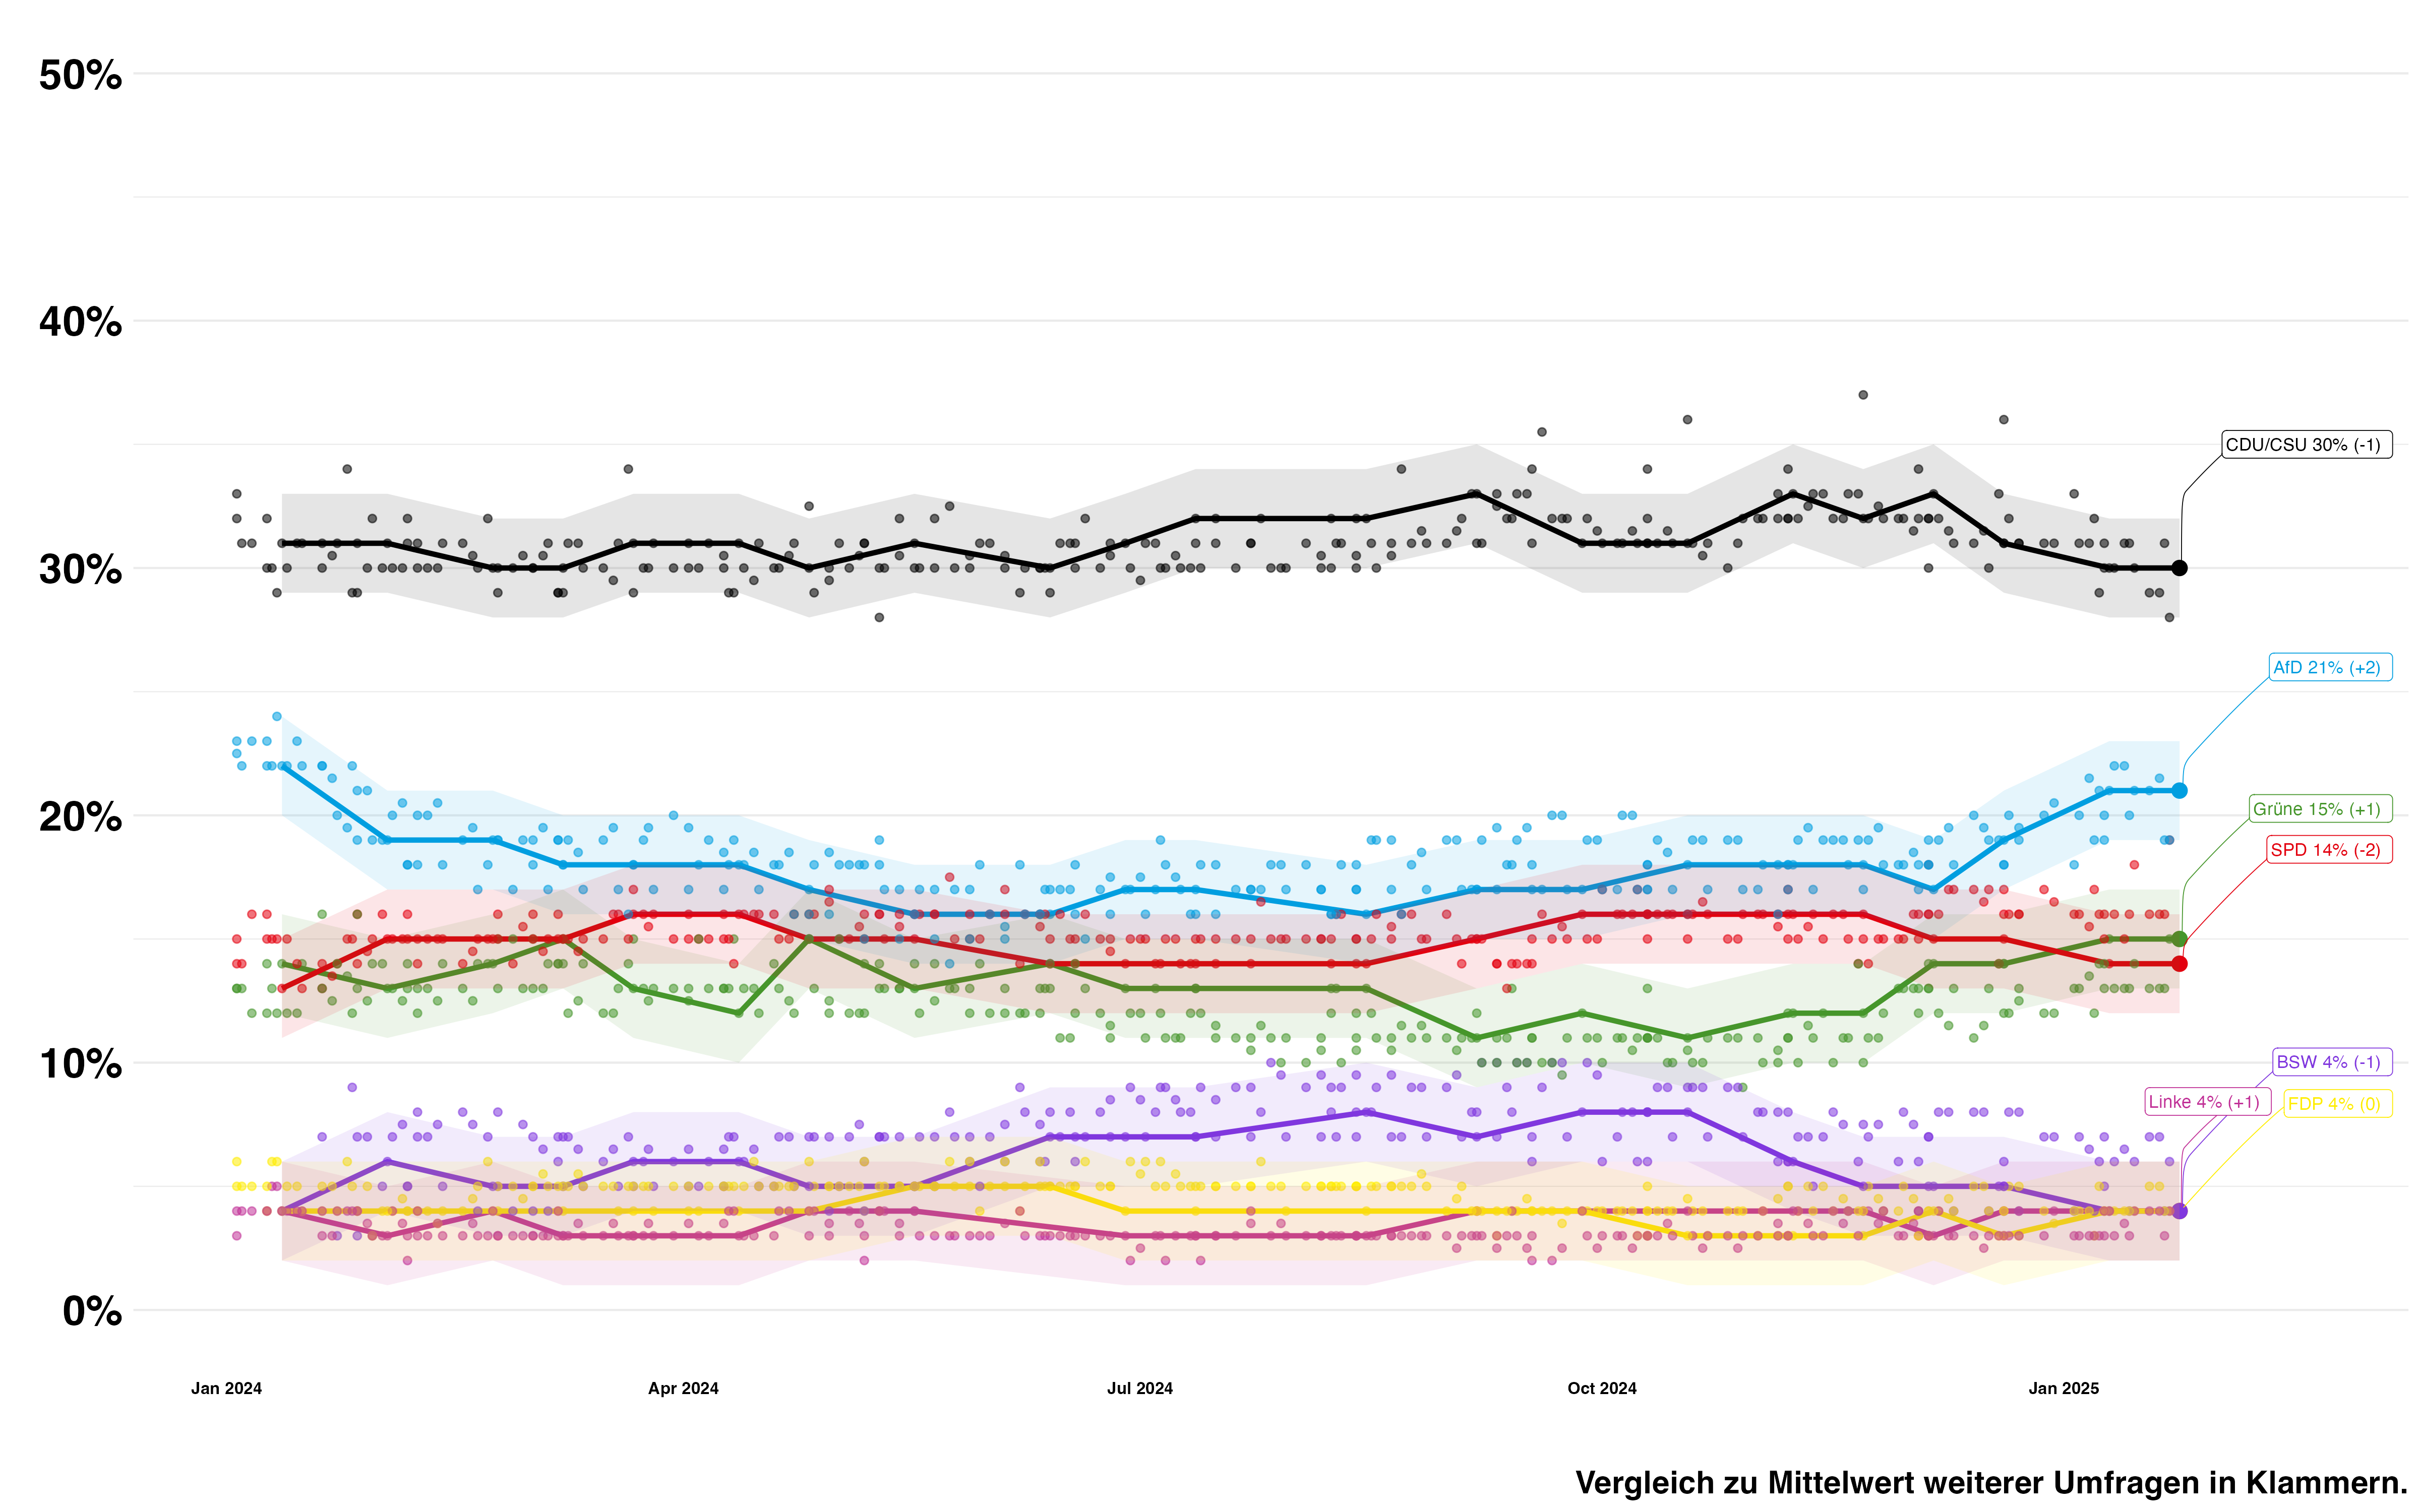 50%
40%
30%
20%
10%
0%
CDU/CSU 30% (-1)
AfD 21% (+2)
Grüne 15% (+1)
SPD 14% (-2)
BSW 4% (-1)
Linke 4% (+1)
FDP 4% (0)
Jan 2024
Apr 2024
Jul 2024
Oct 2024
Jan 2025
Vergleich zu Mittelwert weiterer Umfragen in Klammern.